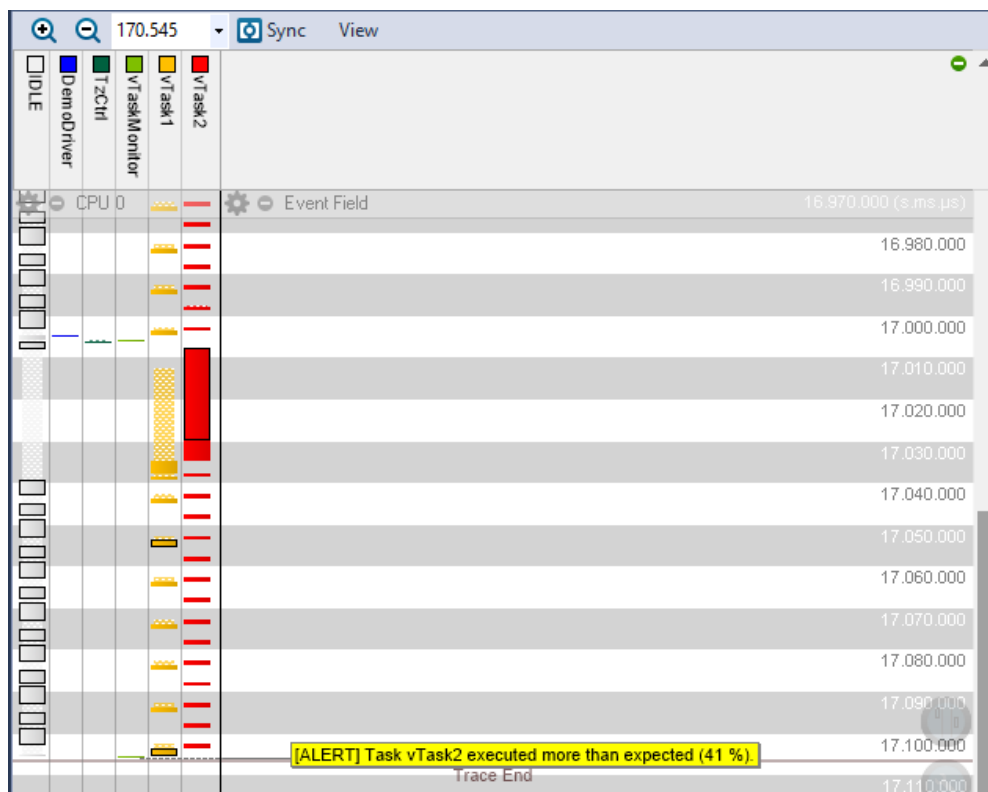 170.545 Sync View
IDLE
DemoDriver
TzCtrl
vTaskMonitor
vTask1
vTask2
CPU 0
Event Field
16.970.000 (s.ms.µs)
16.980.000
16.990.000
17.000.000
17.010.000
17.020.000
17.030.000
17.040.000
17.050.000
17.060.000
17.070.000
17.080.000
17.090.000
17.100.000
[ALERT] Task vTask2 executed more than expected (41 %).
Trace End
17.110.000